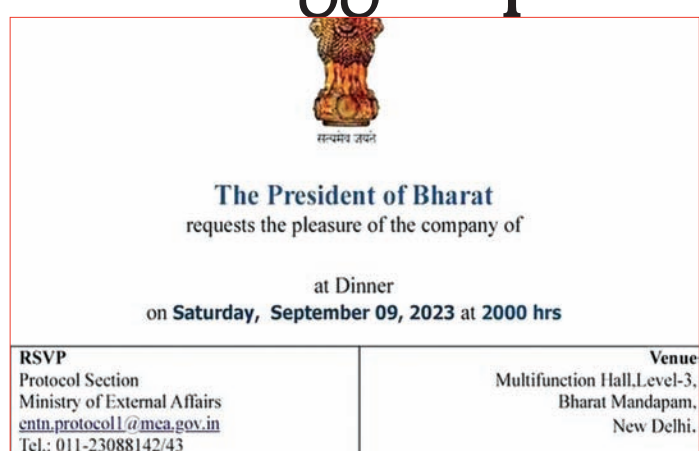 सत्यमेव जयते
The President of Bharat
requests the pleasure of the company of
at Dinner
on Saturday, September 09, 2023 at 2000 hrs
RSVP
Protocol Section
Ministry of External Affairs
cntn.protocol1@mea.gov.in
Tel.: 011-23088142/43
Venue
Multifunction Hall,Level-3,
Bharat Mandapam,
New Delhi.